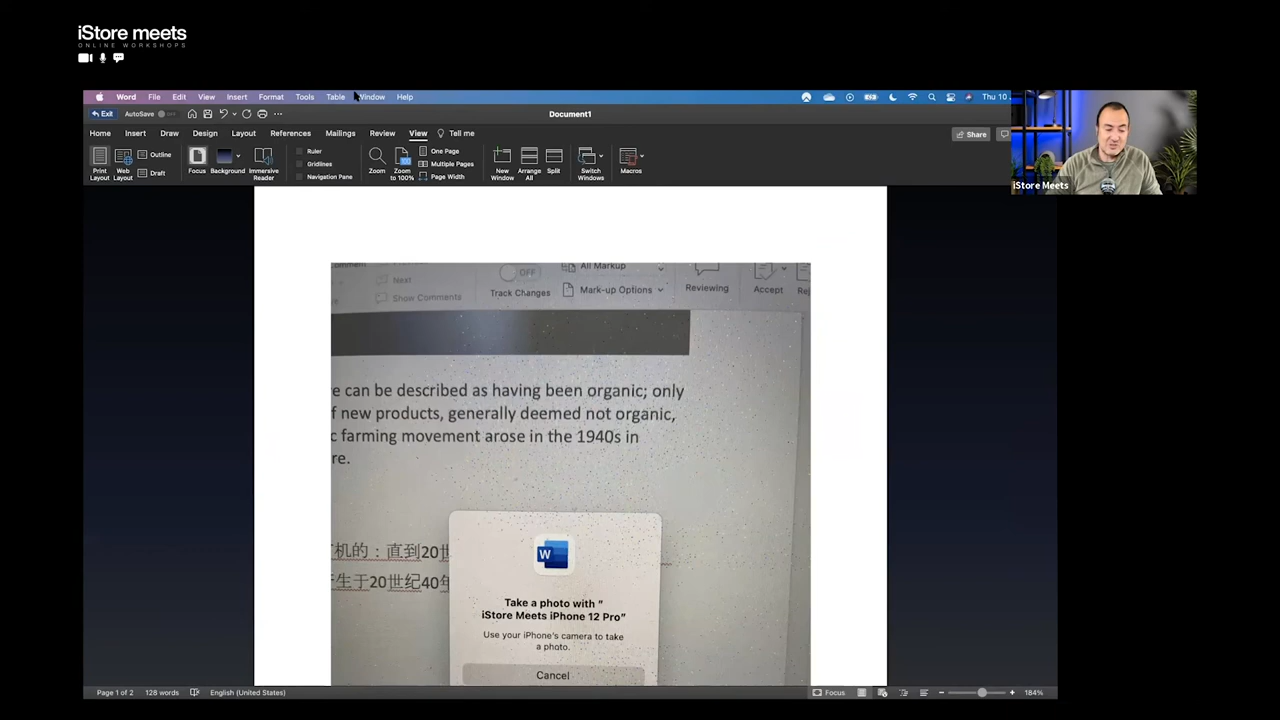 iStore meets
ONLINE WORKSHOPS
Word File Edit View Insert Format Tools Table Window Help
Thu 10
Exit AutoSave OFF
Document1
Home Insert Draw Design Layout References Mailings Review View Tell me
Share
Print Layout
Web Layout
Outline
Draft
Focus
Background
Immersive Reader
Ruler
Gridlines
Navigation Pane
Zoom
Zoom to 100%
One Page
Multiple Pages
Page Width
New Window
Arrange All
Split
Switch Windows
Macros
iStore Meets
Next
Show Comments
OFF
Track Changes
All Markup
Mark-up Options
Reviewing
Accept
Rej
e can be described as having been organic; only
f new products, generally deemed not organic,
c farming movement arose in the 1940s in
re.
机的：直到20世
生于20世纪40年
W
Take a photo with "
iStore Meets iPhone 12 Pro"
Use your iPhone's camera to take
a photo.
Cancel
Page 1 of 2 128 words English (United States)
Focus 184%